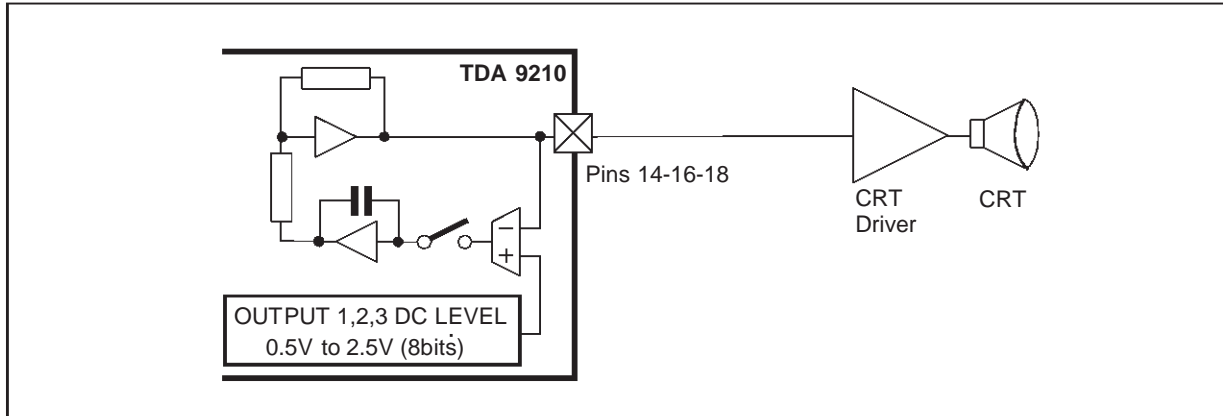 TDA 9210
Pins 14-16-18
CRT
Driver
CRT
−
+
OUTPUT 1,2,3 DC LEVEL
0.5V to 2.5V (8bits)